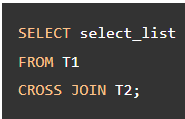 SELECT select_list
FROM T1
CROSS JOIN T2;